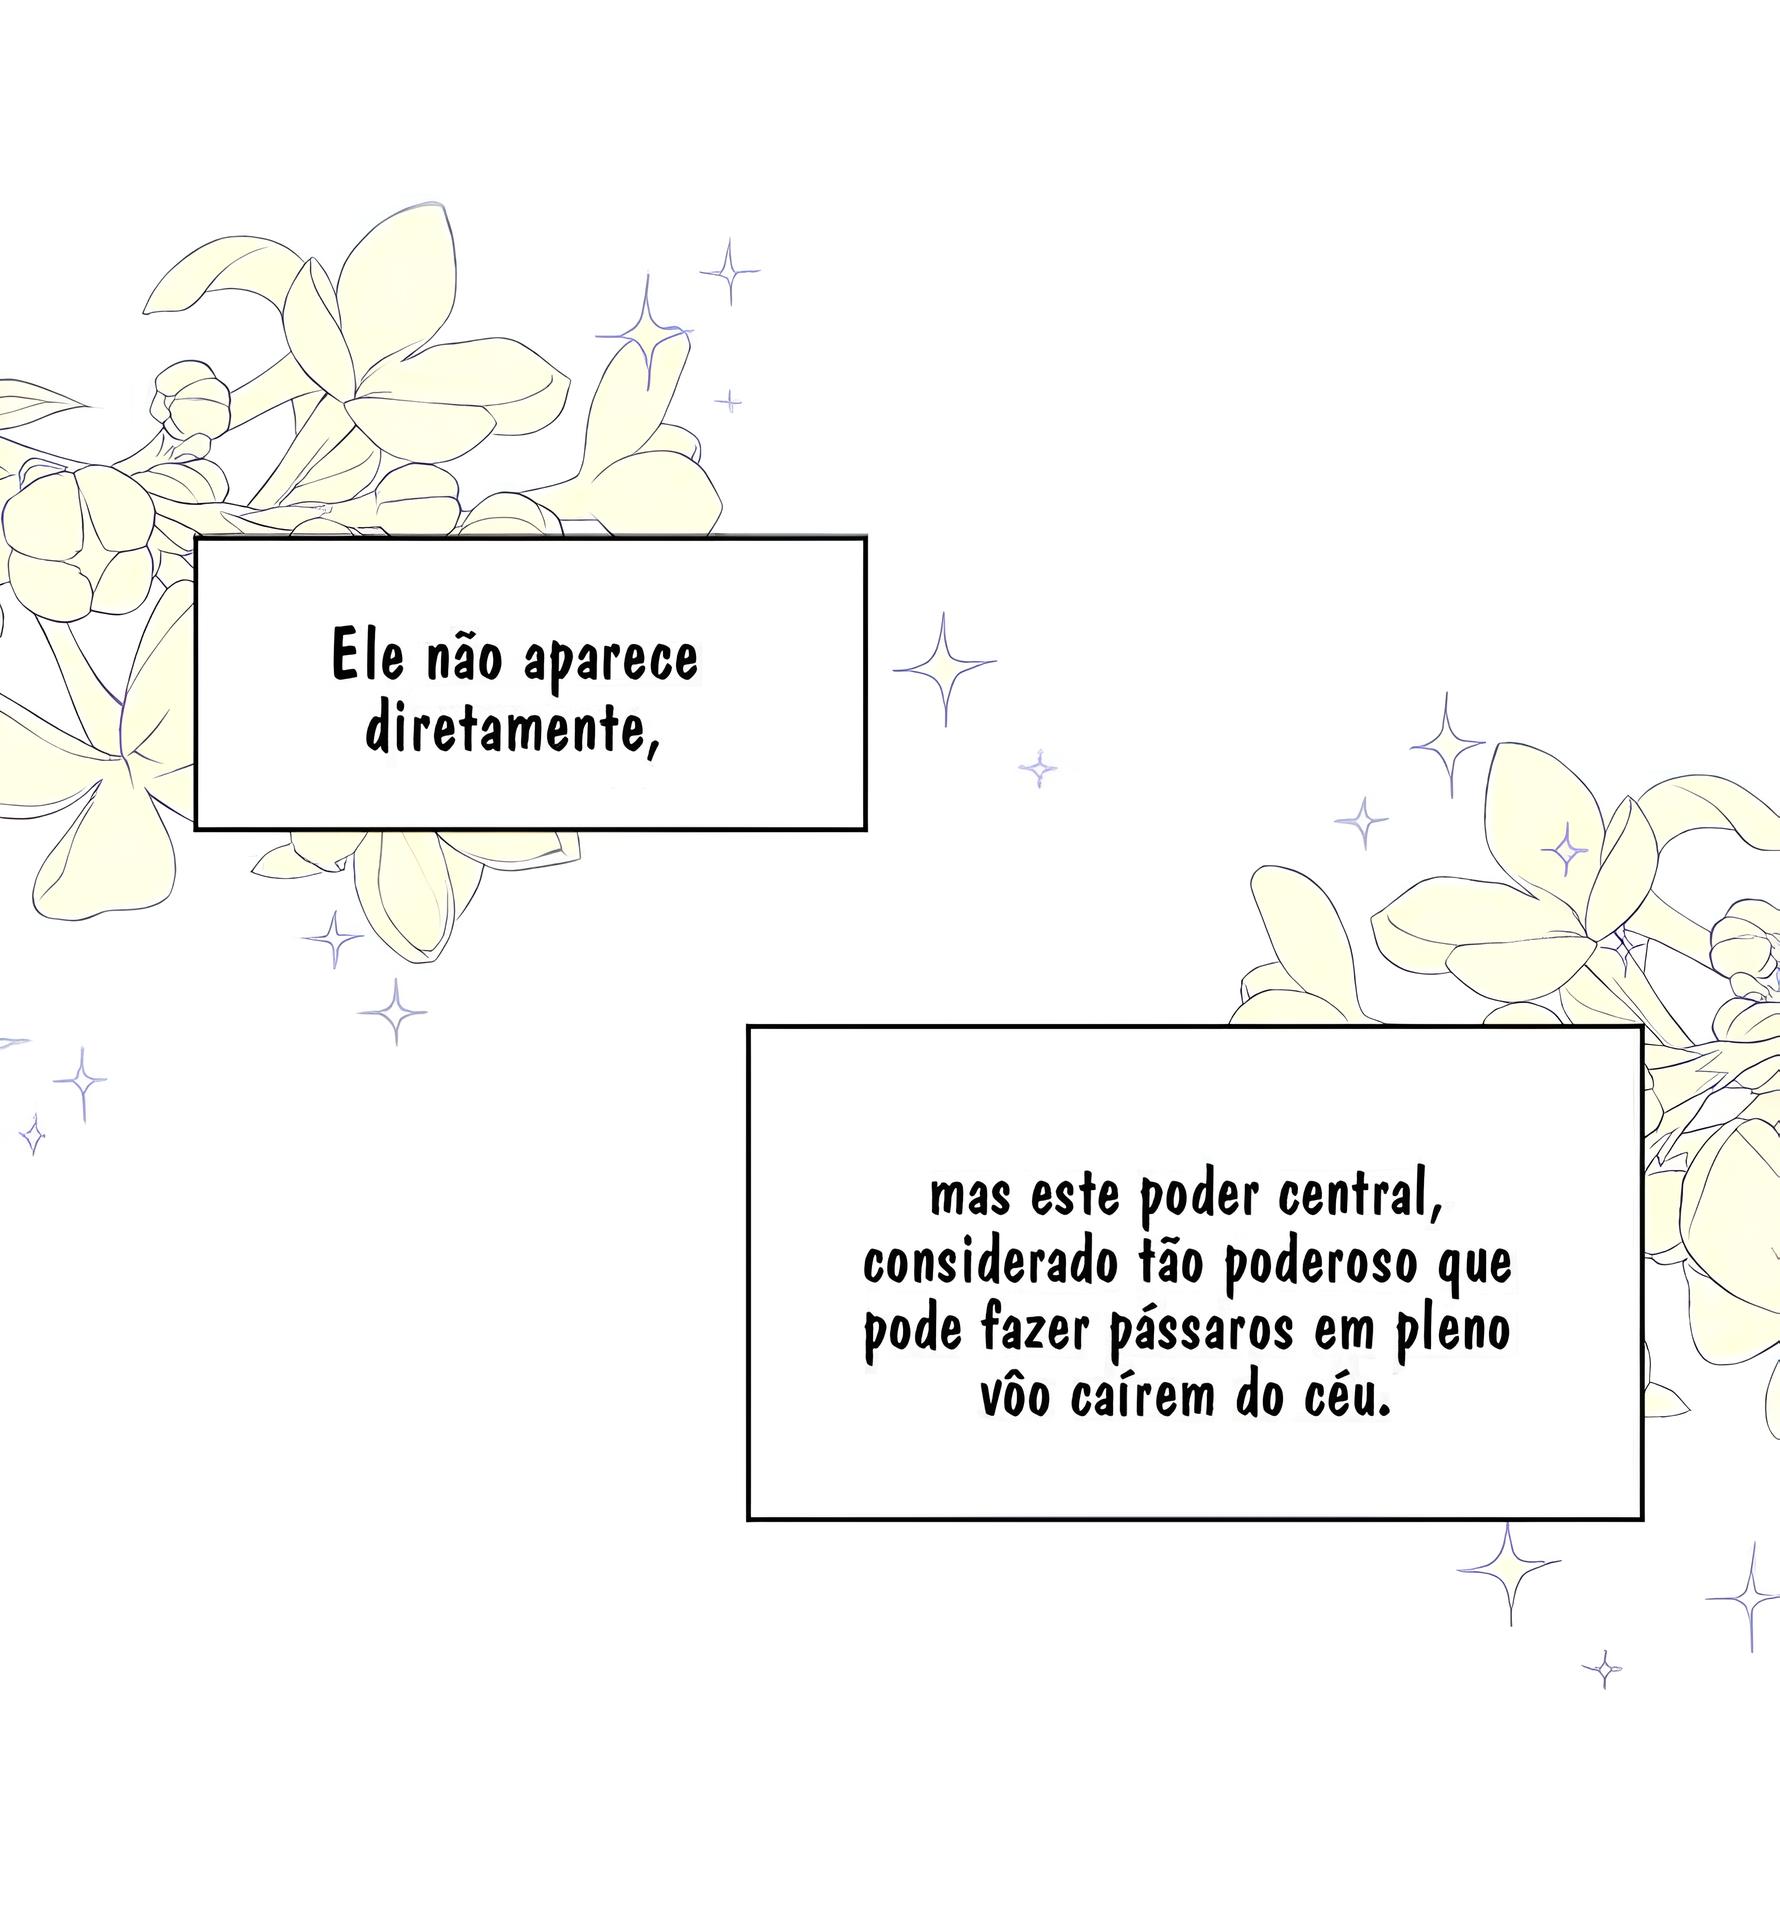 Ele não aparece
diretamente,
mas este poder central,
considerado tão poderoso que
pode fazer pássaros em pleno
vôo caírem do céu.